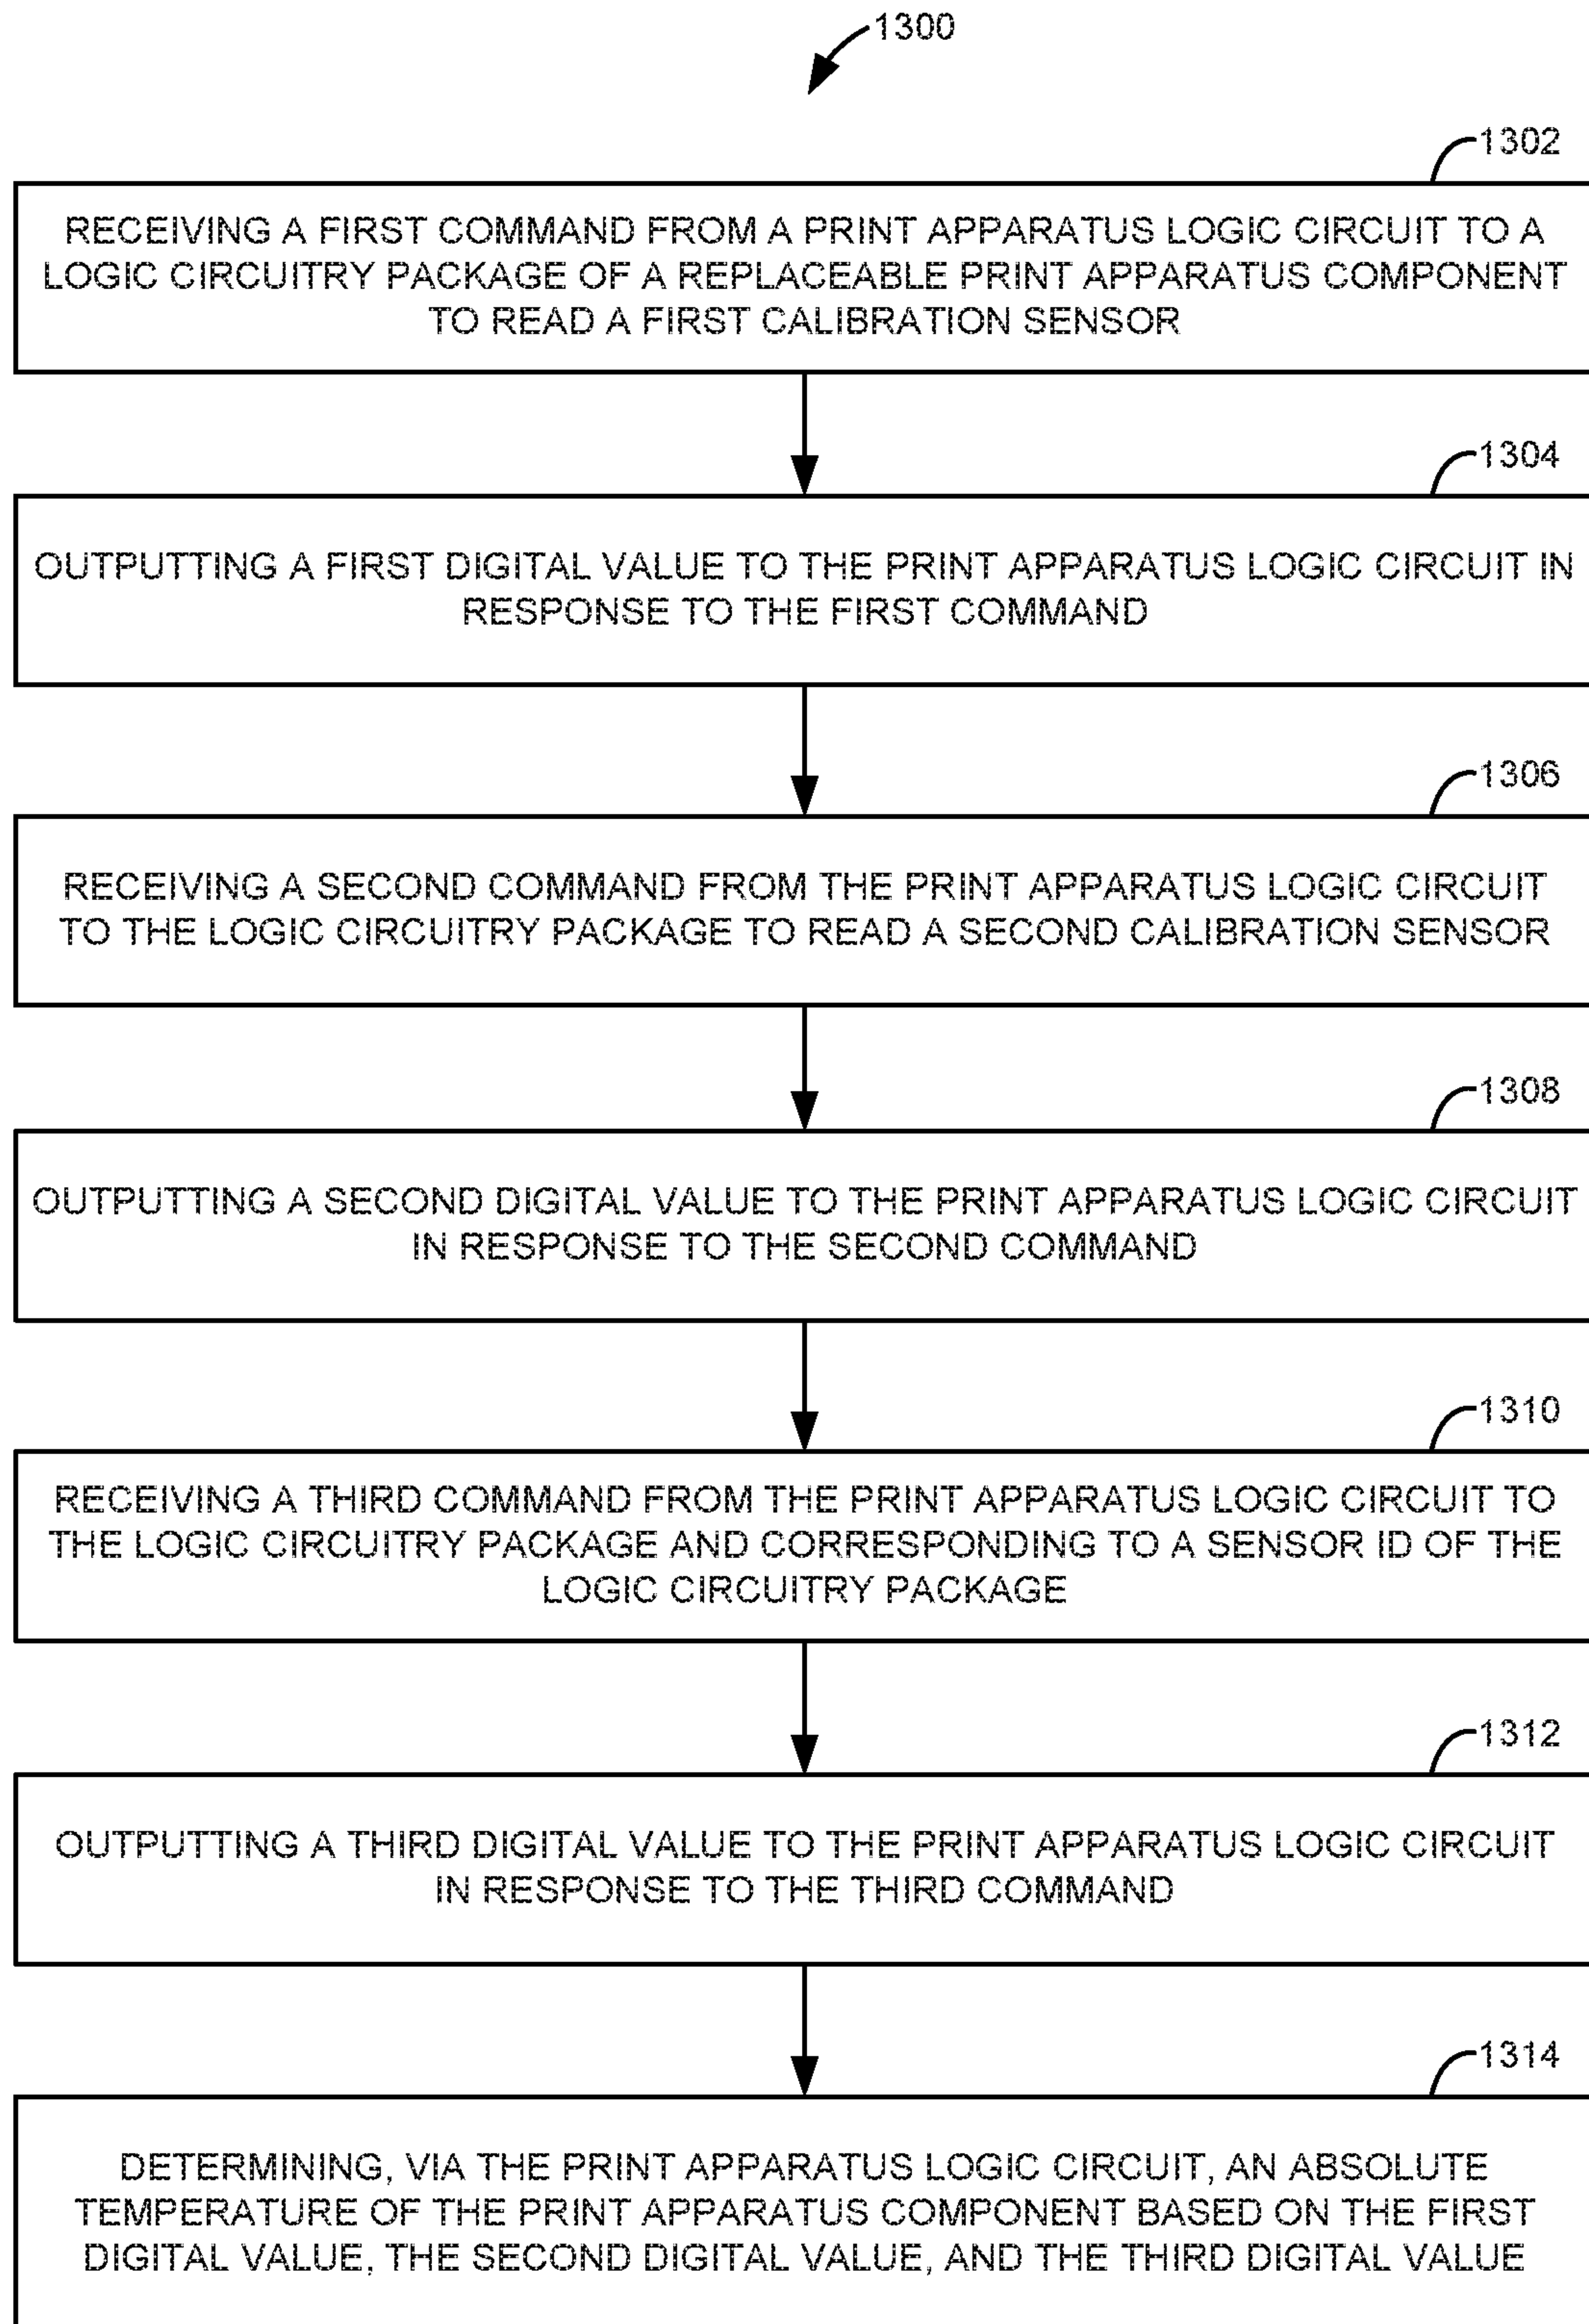 1300
1302
RECEIVING A FIRST COMMAND FROM A PRINT APPARATUS LOGIC CIRCUIT TO A
LOGIC CIRCUITRY PACKAGE OF A REPLACEABLE PRINT APPARATUS COMPONENT
TO READ A FIRST CALIBRATION SENSOR
1304
OUTPUTTING A FIRST DIGITAL VALUE TO THE PRINT APPARATUS LOGIC CIRCUIT IN
RESPONSE TO THE FIRST COMMAND
1306
RECEIVING A SECOND COMMAND FROM THE PRINT APPARATUS LOGIC CIRCUIT
TO THE LOGIC CIRCUITRY PACKAGE TO READ A SECOND CALIBRATION SENSOR
1308
OUTPUTTING A SECOND DIGITAL VALUE TO THE PRINT APPARATUS LOGIC CIRCUIT
IN RESPONSE TO THE SECOND COMMAND
1310
RECEIVING A THIRD COMMAND FROM THE PRINT APPARATUS LOGIC CIRCUIT TO
THE LOGIC CIRCUITRY PACKAGE AND CORRESPONDING TO A SENSOR ID OF THE
LOGIC CIRCUITRY PACKAGE
1312
OUTPUTTING A THIRD DIGITAL VALUE TO THE PRINT APPARATUS LOGIC CIRCUIT
IN RESPONSE TO THE THIRD COMMAND
1314
DETERMINING, VIA THE PRINT APPARATUS LOGIC CIRCUIT, AN ABSOLUTE
TEMPERATURE OF THE PRINT APPARATUS COMPONENT BASED ON THE FIRST
DIGITAL VALUE, THE SECOND DIGITAL VALUE, AND THE THIRD DIGITAL VALUE